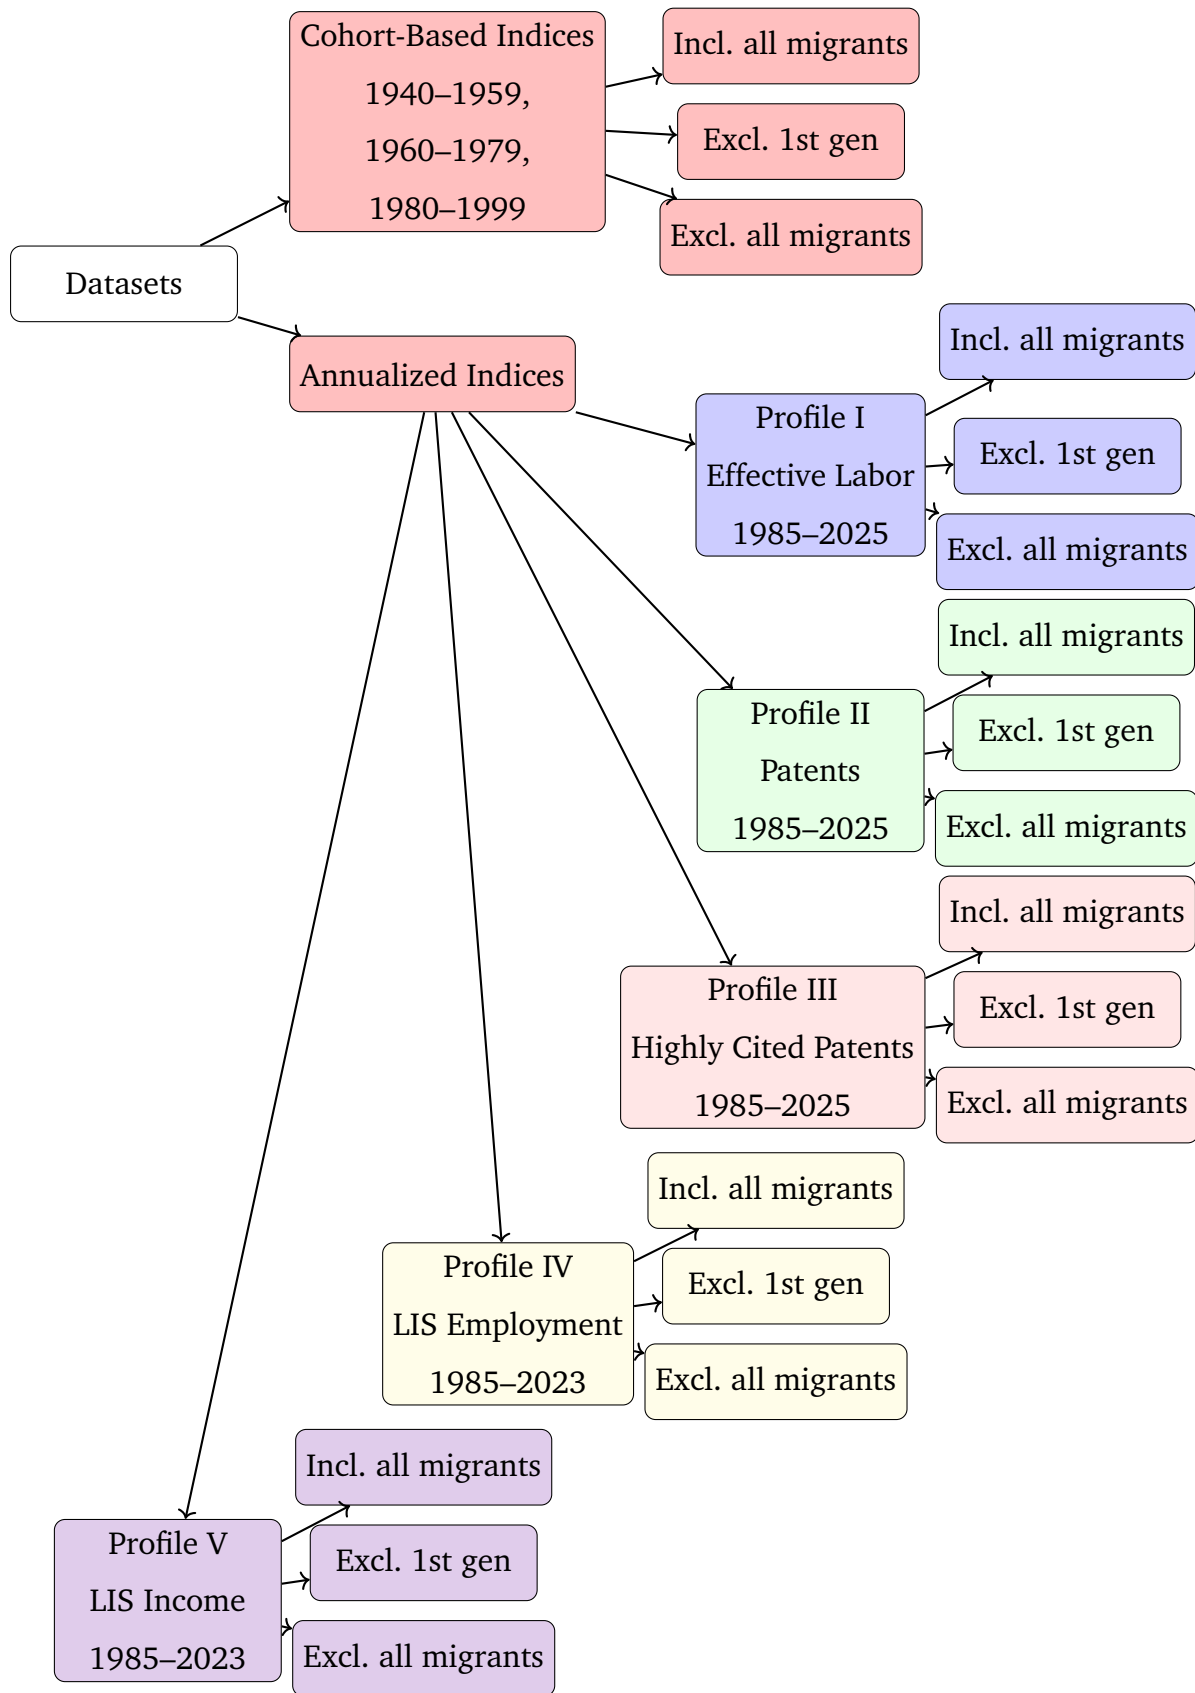 Datasets
Cohort-Based Indices
1940–1959,
1960–1979,
1980–1999
Incl. all migrants
Excl. 1st gen
Excl. all migrants
Annualized Indices
Profile I
Effective Labor
1985–2025
Incl. all migrants
Excl. 1st gen
Excl. all migrants
Profile II
Patents
1985–2025
Incl. all migrants
Excl. 1st gen
Excl. all migrants
Profile III
Highly Cited Patents
1985–2025
Incl. all migrants
Excl. 1st gen
Excl. all migrants
Profile IV
LIS Employment
1985–2023
Incl. all migrants
Excl. 1st gen
Excl. all migrants
Profile V
LIS Income
1985–2023
Incl. all migrants
Excl. 1st gen
Excl. all migrants